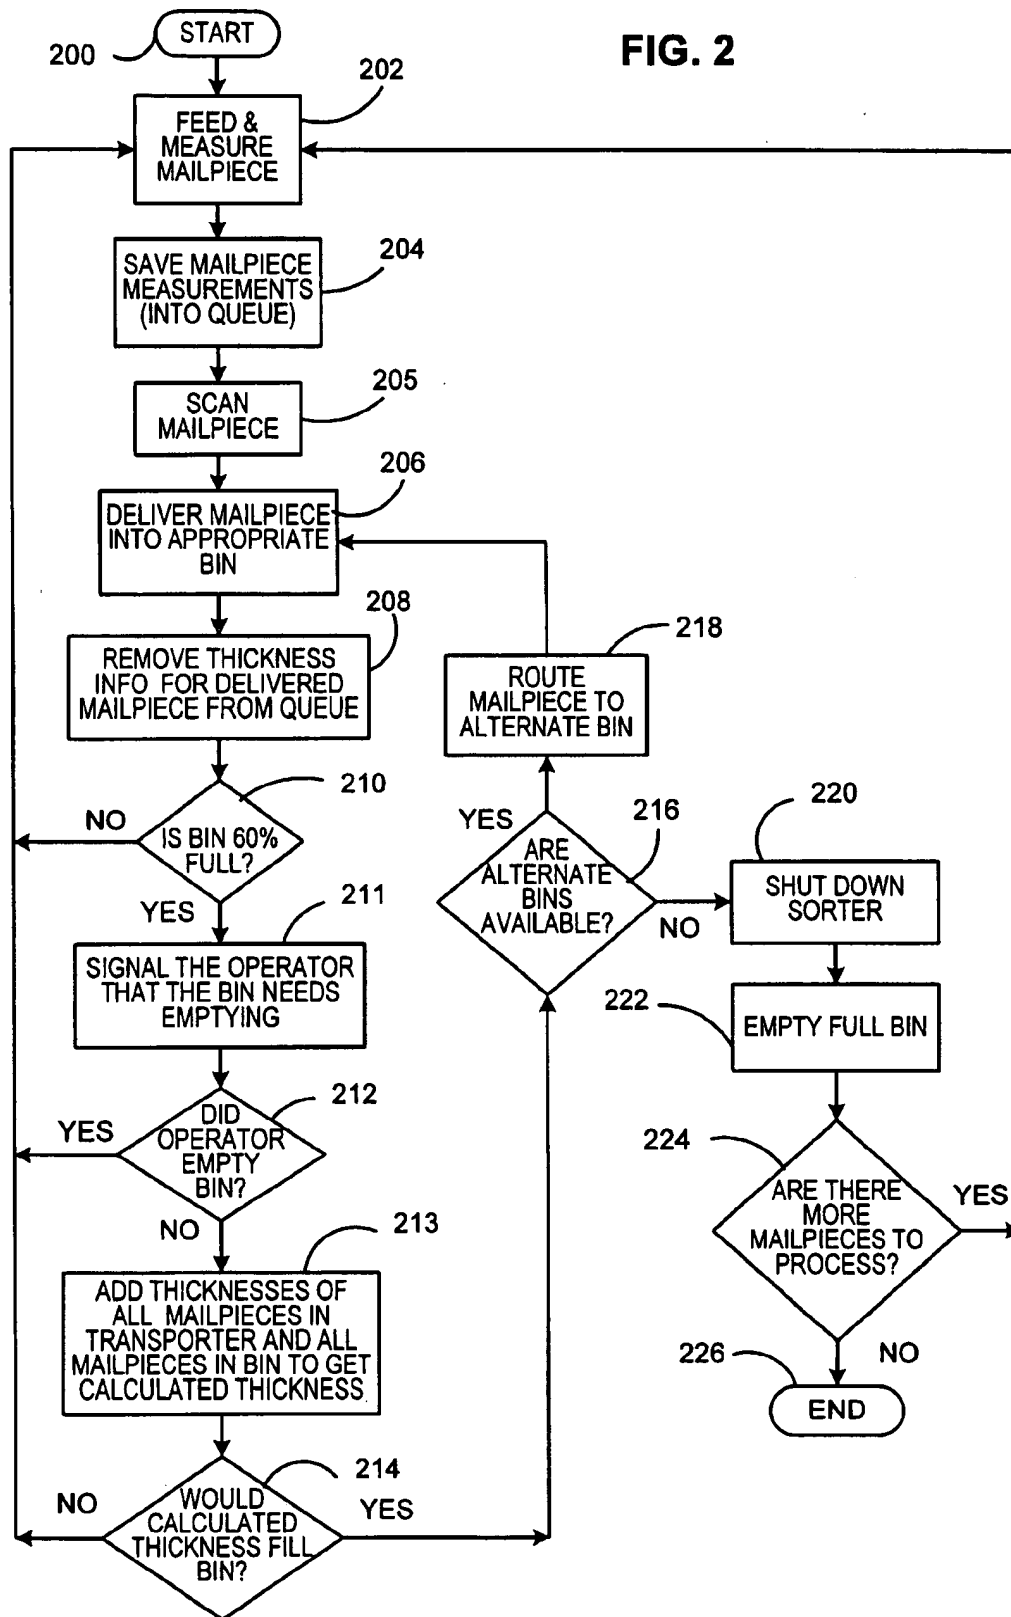 FIG. 2
START
200
202
FEED &
MEASURE
MAILPIECE
204
SAVE MAILPIECE
MEASUREMENTS
(INTO QUEUE)
205
SCAN
MAILPIECE
206
DELIVER MAILPIECE
INTO APPROPRIATE
BIN
208
REMOVE THICKNESS
INFO FOR DELIVERED
MAILPIECE FROM QUEUE
210
NO
IS BIN 60%
FULL?
YES
211
SIGNAL THE OPERATOR
THAT THE BIN NEEDS
EMPTYING
212
YES
DID
OPERATOR
EMPTY
BIN?
NO
213
ADD THICKNESSES OF
ALL MAILPIECES IN
TRANSPORTER AND ALL
MAILPIECES IN BIN TO GET
CALCULATED THICKNESS
214
NO
WOULD
CALCULATED
THICKNESS FILL
BIN?
YES
218
ROUTE
MAILPIECE TO
ALTERNATE BIN
YES
216
ARE
ALTERNATE
BINS
AVAILABLE?
NO
220
SHUT DOWN
SORTER
222
EMPTY FULL BIN
224
ARE THERE
MORE
MAILPIECES TO
PROCESS?
YES
NO
226
END